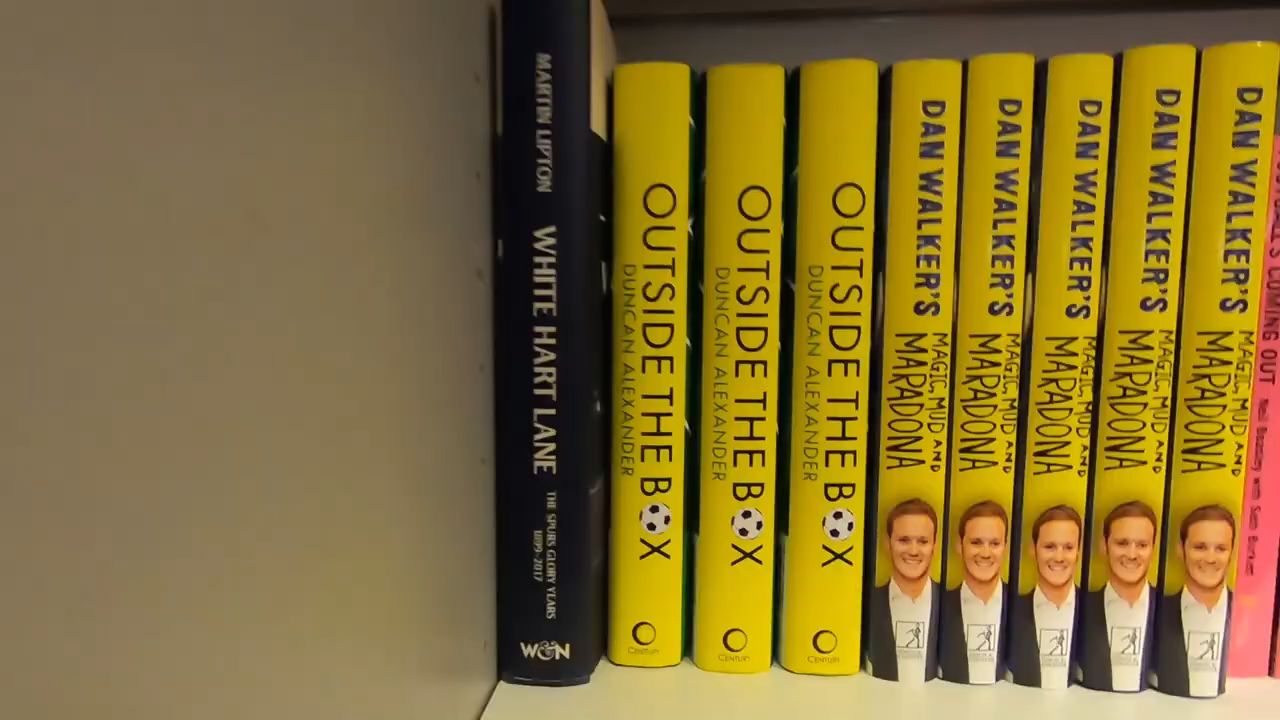 MARTIN LIPTON
WHITE HART LANE
THE SPURS GLORY YEARS
1899-2017
W&N
OUTSIDE THE BOX
DUNCAN ALEXANDER
CENTURY
OUTSIDE THE BOX
DUNCAN ALEXANDER
CENTURY
OUTSIDE THE BOX
DUNCAN ALEXANDER
CENTURY
DAN WALKER'S
MAGIC, MUD AND
MARADONA
DAN WALKER'S
MAGIC, MUD AND
MARADONA
DAN WALKER'S
MAGIC, MUD AND
MARADONA
DAN WALKER'S
MAGIC, MUD AND
MARADONA
DAN WALKER'S
MAGIC, MUD AND
MARADONA
COMING OUT
with Sam